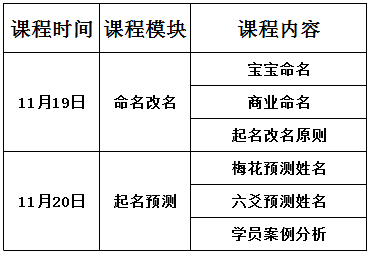 课程时间 课程模块 课程内容
宝宝命名
11月19日 命名改名 商业命名
起名改名原则
梅花预测姓名
11月20日 起名预测 六爻预测姓名
学员案例分析